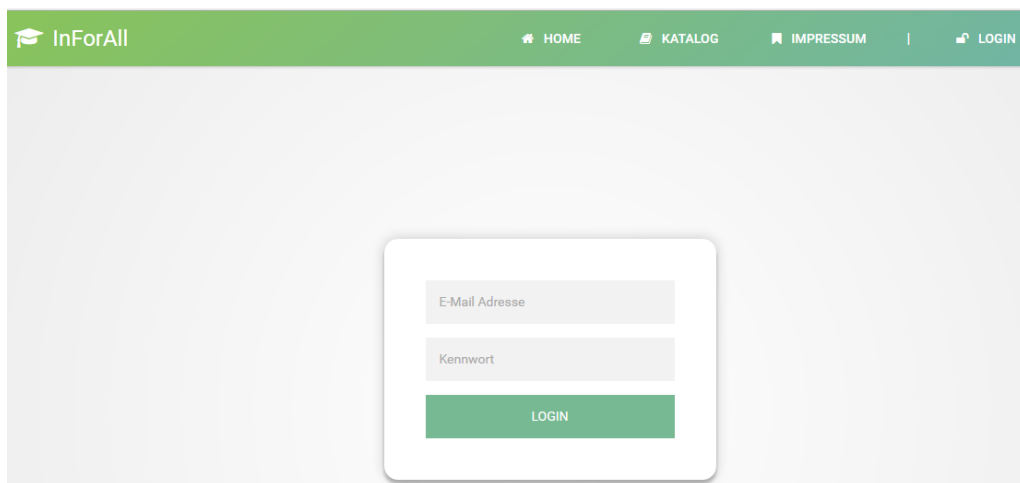 InForAll HOME KATALOG IMPRESSUM | LOGIN
E-Mail Adresse
Kennwort
LOGIN